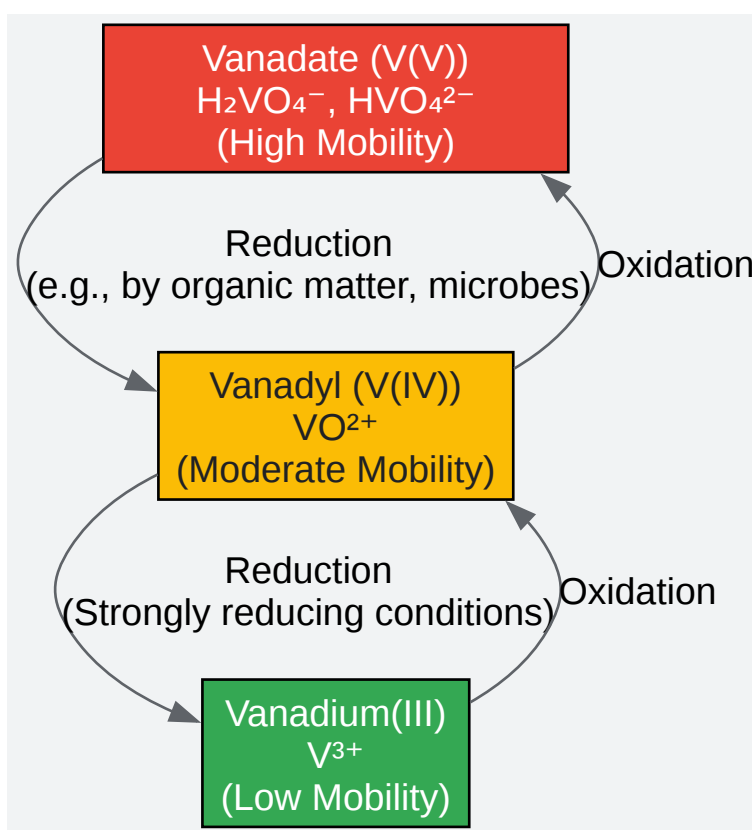 Vanadate (V(V))
H₂VO₄⁻, HVO₄²⁻
(High Mobility)
Reduction
(e.g., by organic matter, microbes)
Oxidation
Vanadyl (V(IV))
VO²⁺
(Moderate Mobility)
Reduction
(Strongly reducing conditions)
Oxidation
Vanadium(III)
V³⁺
(Low Mobility)